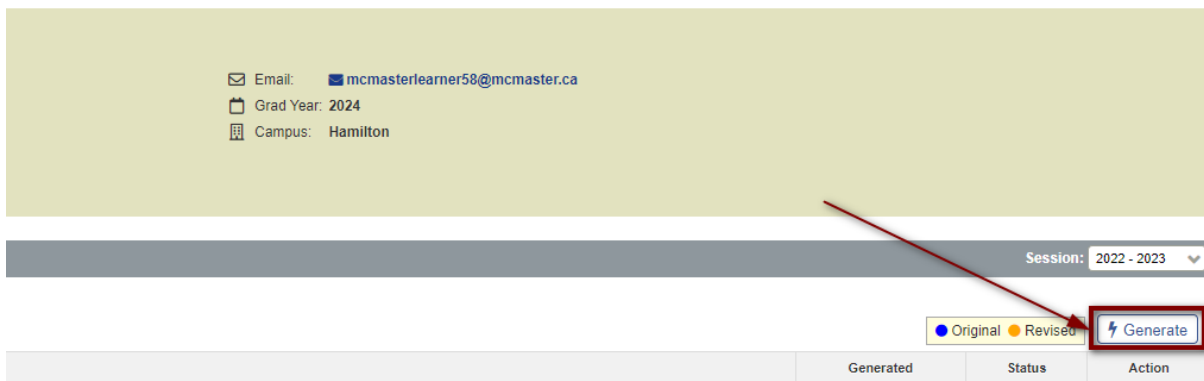 Email: mcmasterlearner58@mcmaster.ca
Grad Year: 2024
Campus: Hamilton
Session: 2022 - 2023
Original Revised Generate
Generated Status Action